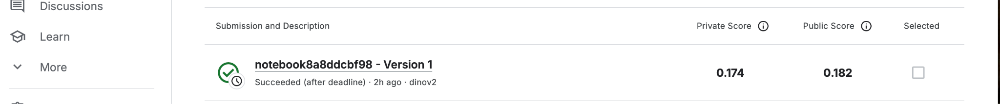 Discussions
Learn
More
Submission and Description
Private Score
Public Score
Selected
notebook8a8ddcbf98 - Version 1
Succeeded (after deadline) · 2h ago · dinov2
0.174
0.182